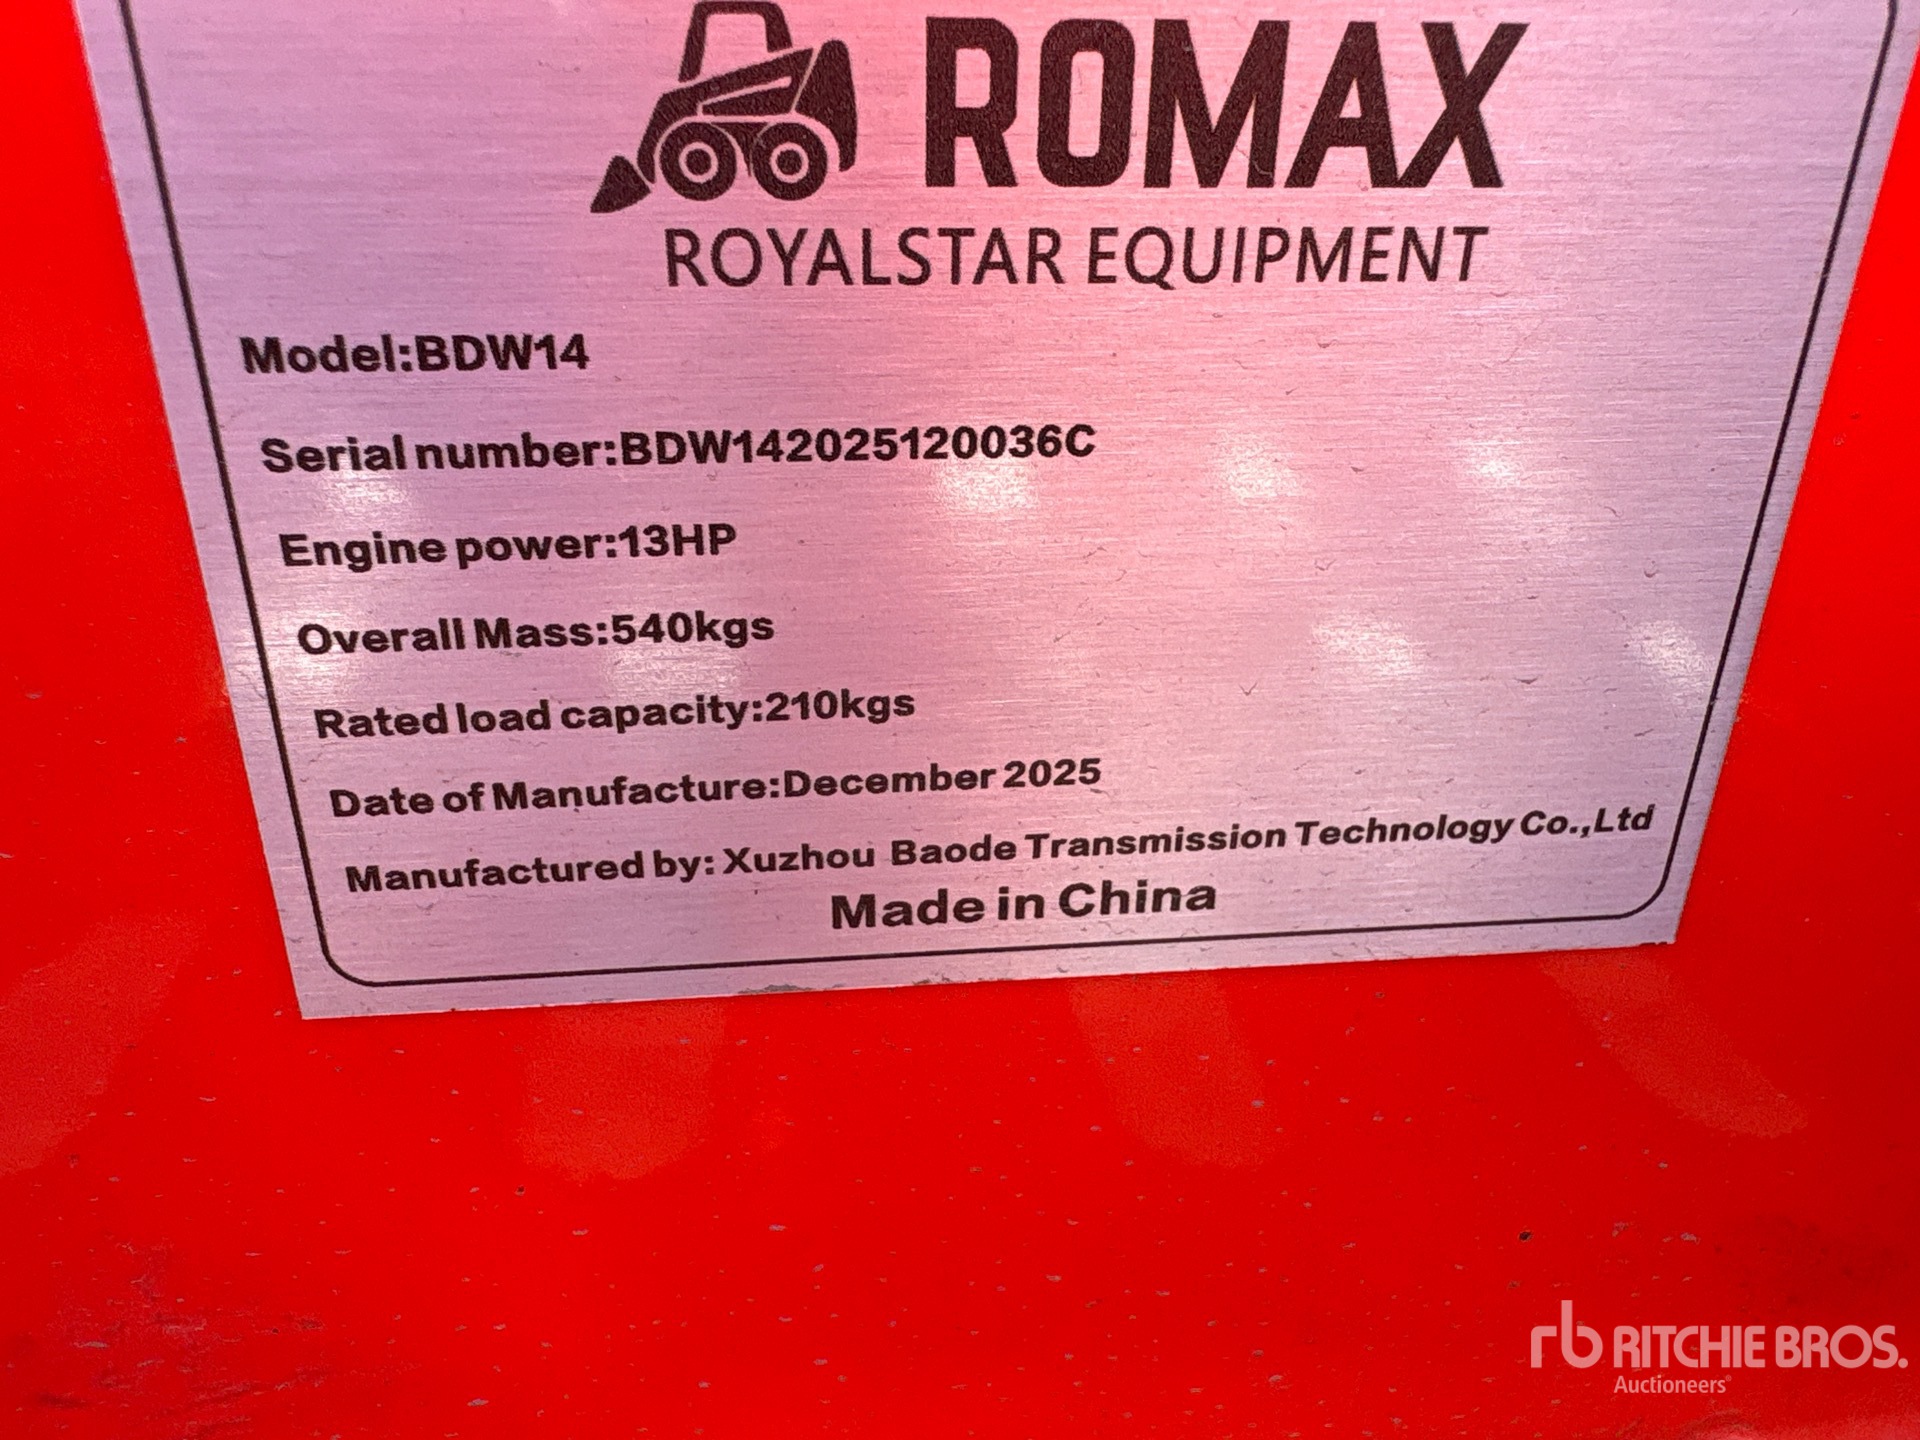 ROMAX
ROYALSTAR EQUIPMENT
Model:BDW14
Serial number:BDW142025120036C
Engine power:13HP
Overall Mass:540kgs
Rated load capacity:210kgs
Date of Manufacture:December 2025
Manufactured by: Xuzhou Baode Transmission Technology Co.,Ltd
Made in China
rb RITCHIE BROS.
Auctioneers®